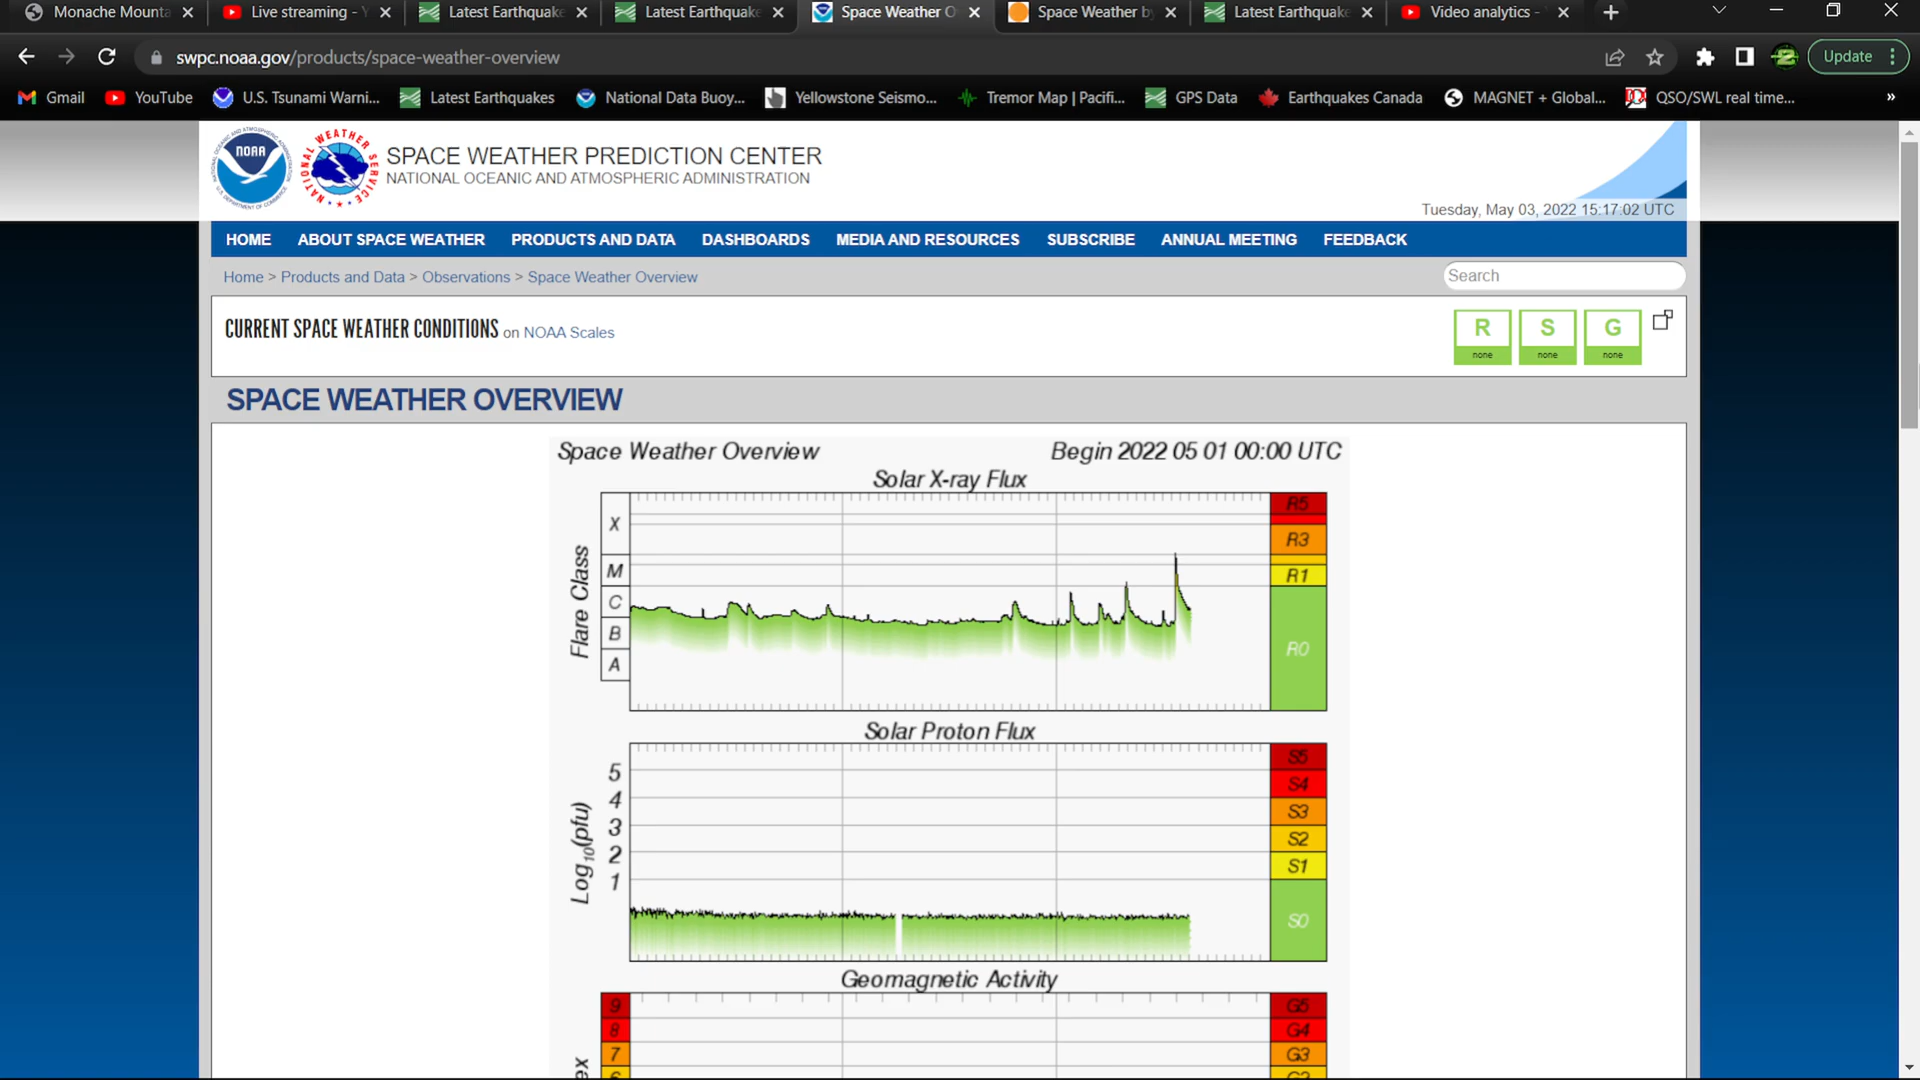 Monache Mounta
Live streaming - Y
Latest Earthquake
Latest Earthquake
Space Weather O
Space Weather by
Latest Earthquake
Video analytics -
swpc.noaa.gov/products/space-weather-overview
Update
Gmail
YouTube
U.S. Tsunami Warni...
Latest Earthquakes
National Data Buoy...
Yellowstone Seismo...
Tremor Map | Pacifi...
GPS Data
Earthquakes Canada
MAGNET + Global...
QSO/SWL real time...
»
NOAA
NATIONAL WEATHER SERVICE
SPACE WEATHER PREDICTION CENTER
NATIONAL OCEANIC AND ATMOSPHERIC ADMINISTRATION
Tuesday, May 03, 2022 15:17:02 UTC
HOME
ABOUT SPACE WEATHER
PRODUCTS AND DATA
DASHBOARDS
MEDIA AND RESOURCES
SUBSCRIBE
ANNUAL MEETING
FEEDBACK
Home > Products and Data > Observations > Space Weather Overview
Search
CURRENT SPACE WEATHER CONDITIONS on NOAA Scales
R
none
S
none
G
none
SPACE WEATHER OVERVIEW
Space Weather Overview
Begin 2022 05 01 00:00 UTC
Solar X-ray Flux
Flare Class
X
M
C
B
A
R5
R3
R1
R0
Solar Proton Flux
Log10(pfu)
5
4
3
2
1
S5
S4
S3
S2
S1
S0
Geomagnetic Activity
9
8
7
G5
G4
G3